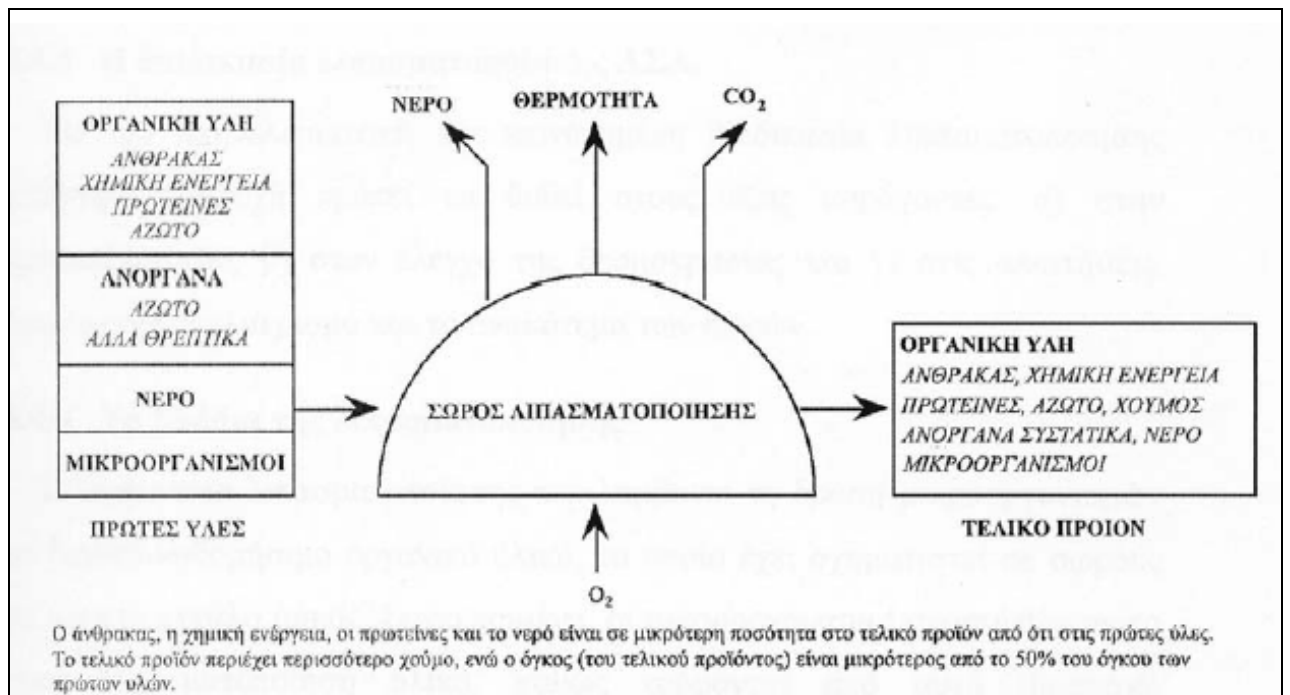 ΝΕΡΟ
ΘΕΡΜΟΤΗΤΑ
CO₂
ΟΡΓΑΝΙΚΗ ΥΛΗ
ΑΝΘΡΑΚΑΣ
ΧΗΜΙΚΗ ΕΝΕΡΓΕΙΑ
ΠΡΩΤΕΙΝΕΣ
ΑΖΩΤΟ
ΑΝΟΡΓΑΝΑ
ΑΖΩΤΟ
ΑΛΛΑ ΘΡΕΠΤΙΚΑ
ΝΕΡΟ
ΜΙΚΡΟΟΡΓΑΝΙΣΜΟΙ
ΠΡΩΤΕΣ ΥΛΕΣ
ΣΩΡΟΣ ΛΙΠΑΣΜΑΤΟΠΟΙΗΣΗΣ
O₂
ΟΡΓΑΝΙΚΗ ΥΛΗ
ΑΝΘΡΑΚΑΣ, ΧΗΜΙΚΗ ΕΝΕΡΓΕΙΑ
ΠΡΩΤΕΙΝΕΣ, ΑΖΩΤΟ, ΧΟΥΜΟΣ
ΑΝΟΡΓΑΝΑ ΣΥΣΤΑΤΙΚΑ, ΝΕΡΟ
ΜΙΚΡΟΟΡΓΑΝΙΣΜΟΙ
ΤΕΛΙΚΟ ΠΡΟΙΟΝ
Ο άνθρακας, η χημική ενέργεια, οι πρωτείνες και το νερό είναι σε μικρότερη ποσότητα στο τελικό προϊόν από ότι στις πρώτες ύλες.
Το τελικό προϊόν περιέχει περισσότερο χούμο, ενώ ο όγκος (του τελικού προϊόντος) είναι μικρότερος από το 50% του όγκου των
πρώτων υλών.